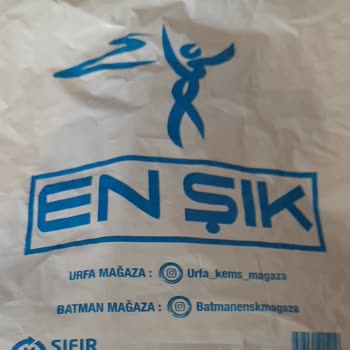 EN ŞIK
URFA MAĞAZA : Urfa_kems_magaza
BATMAN MAĞAZA : Batmanenskmagaza
SIFIR